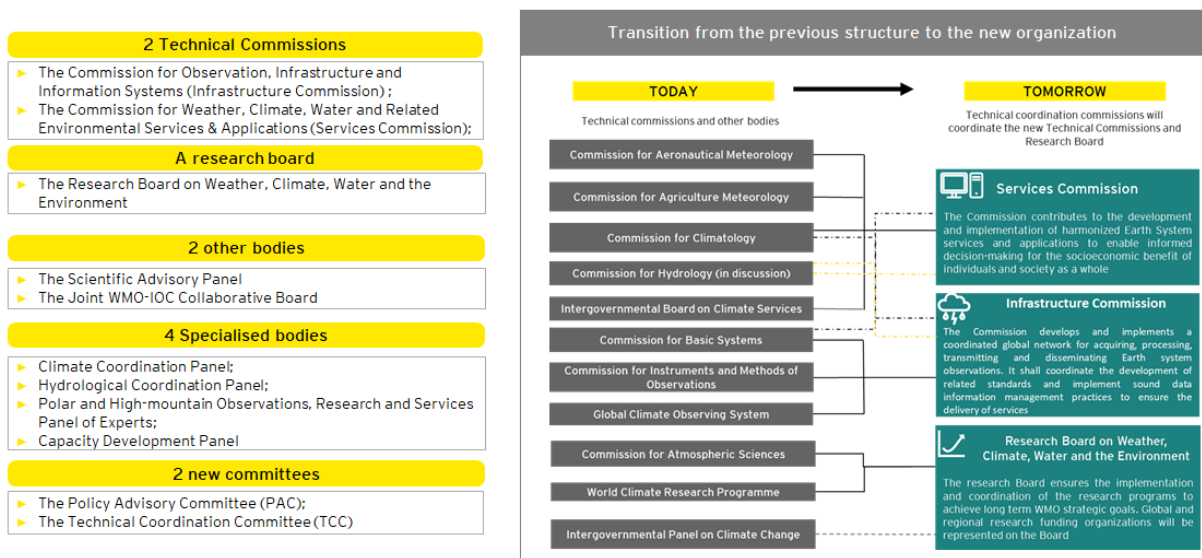 2 Technical Commissions
The Commission for Observation, Infrastructure and
Information Systems (Infrastructure Commission) ;
The Commission for Weather, Climate, Water and Related
Environmental Services & Applications (Services Commission);
A research board
The Research Board on Weather, Climate, Water and the
Environment
2 other bodies
The Scientific Advisory Panel
The Joint WMO-IOC Collaborative Board
4 Specialised bodies
Climate Coordination Panel;
Hydrological Coordination Panel;
Polar and High-mountain Observations, Research and Services
Panel of Experts;
Capacity Development Panel
2 new committees
The Policy Advisory Committee (PAC);
The Technical Coordination Committee (TCC)
Transition from the previous structure to the new organization
TODAY
Technical commissions and other bodies
Commission for Aeronautical Meteorology
Commission for Agriculture Meteorology
Commission for Climatology
Commission for Hydrology (in discussion)
Intergovernmental Board on Climate Services
Commission for Basic Systems
Commission for Instruments and Methods of
Observations
Global Climate Observing System
Commission for Atmospheric Sciences
World Climate Research Programme
Intergovernmental Panel on Climate Change
TOMORROW
Technical coordination commissions will
coordinate the new Technical Commissions and
Research Board
Services Commission
The Commission contributes to the development
and implementation of harmonized Earth System
services and applications to enable informed
decision-making for the socioeconomic benefit of
individuals and society as a whole
Infrastructure Commission
The Commission develops and implements a
coordinated global network for acquiring, processing,
transmitting and disseminating Earth system
observations. It shall coordinate the development of
related standards and implement sound data
information management practices to ensure the
delivery of services
Research Board on Weather,
Climate, Water and the Environment
The research Board ensures the implementation
and coordination of the research programs to
achieve long term WMO strategic goals. Global and
regional research funding organizations will be
represented on the Board